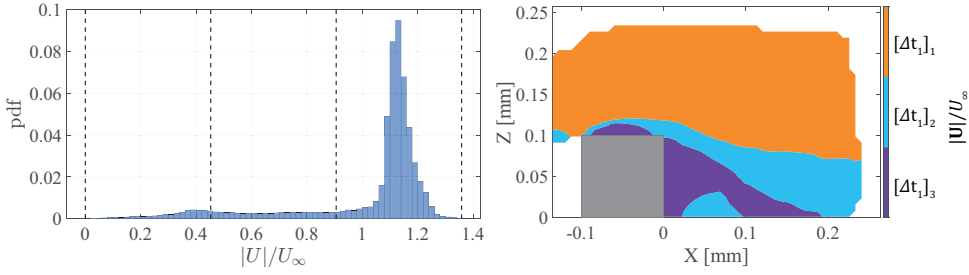 0.1
0.08
0.06
0.04
0.02
0
pdf
0 0.2 0.4 0.6 0.8 1 1.2 1.4
|U|/U∞
0.25
0.2
0.15
0.1
0.05
0
Z [mm]
-0.1 0 0.1 0.2
X [mm]
[Δt₁]₁
[Δt₁]₂
[Δt₁]₃
|u|/U∞